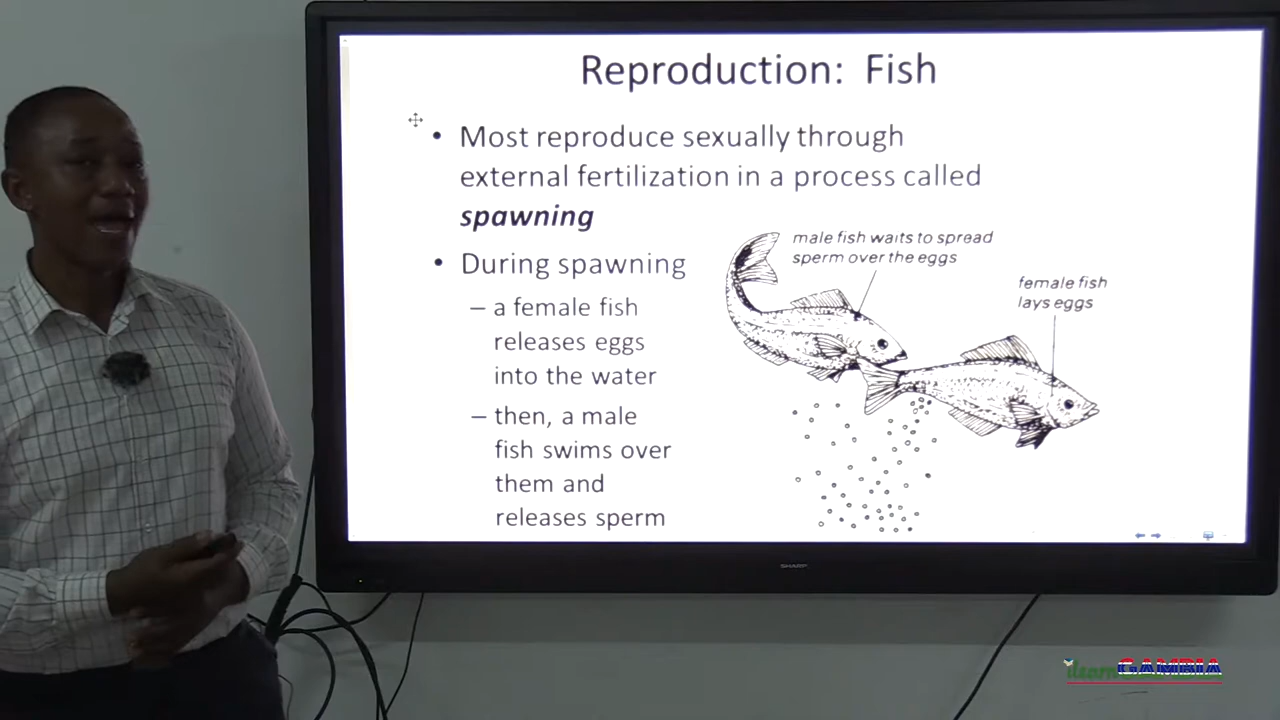 Reproduction: Fish
• Most reproduce sexually through
external fertilization in a process called
spawning
• During spawning
– a female fish
releases eggs
into the water
– then, a male
fish swims over
them and
releases sperm
male fish waits to spread
sperm over the eggs
female fish
lays eggs
SHARP
ilearnGAMBIA